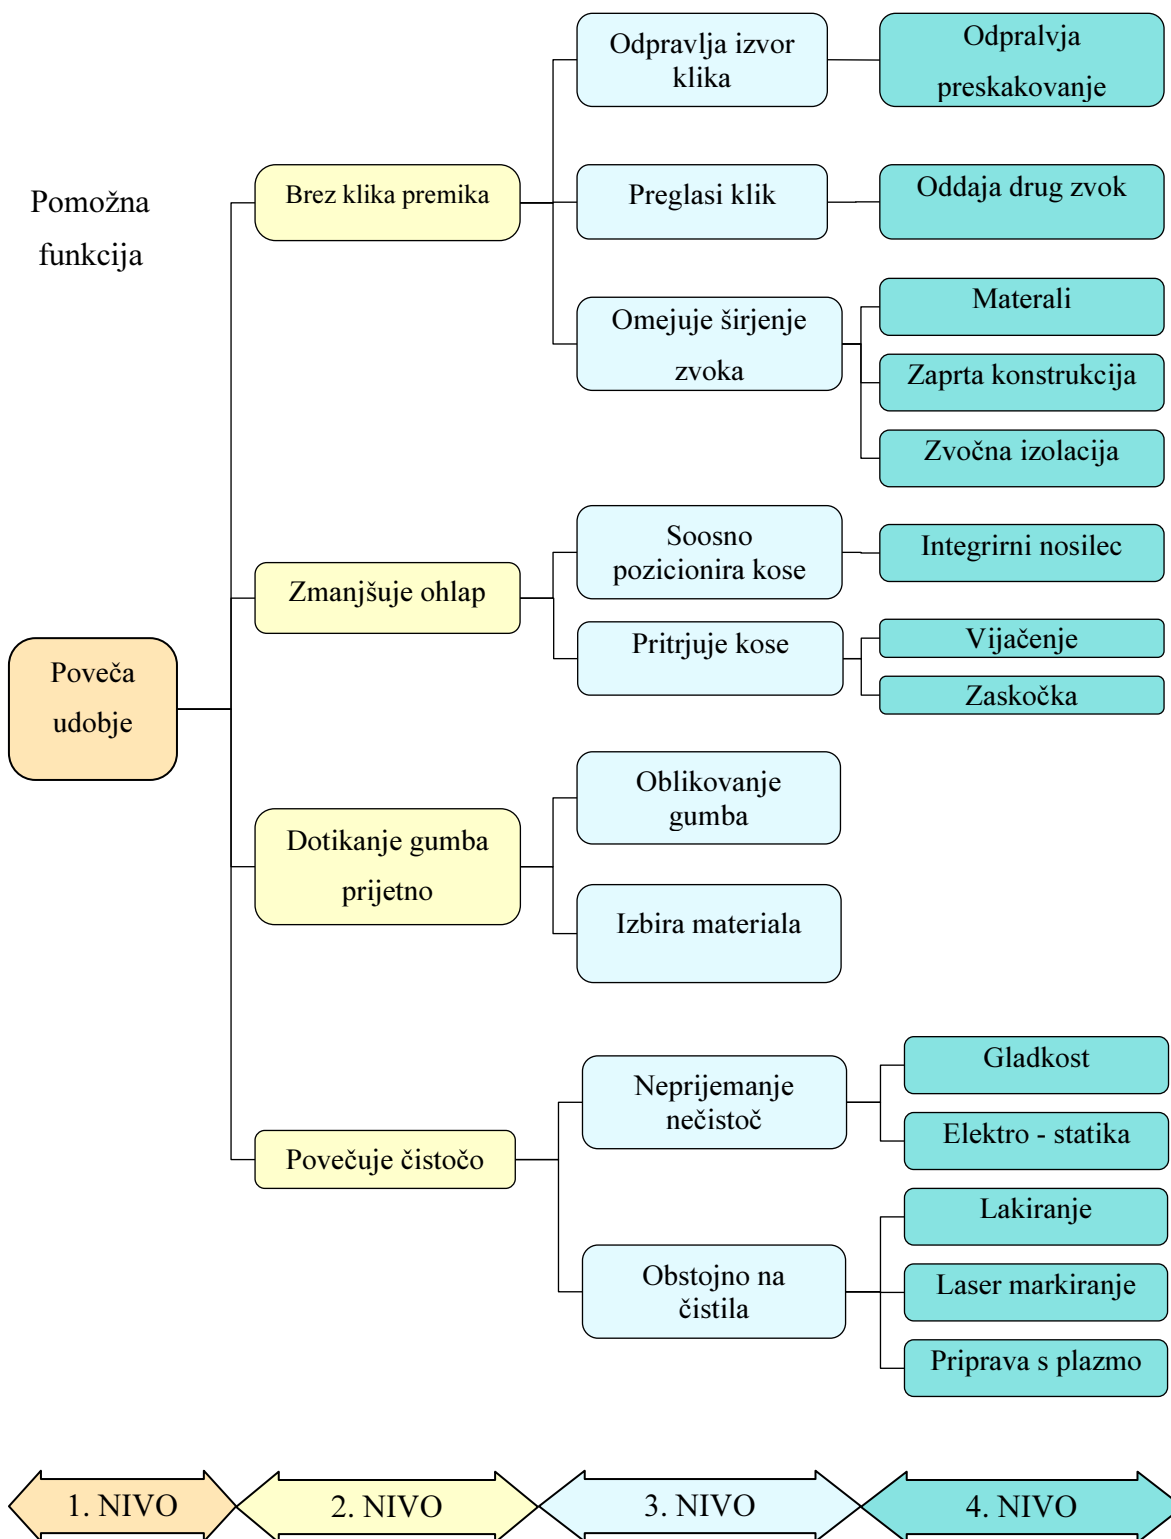 Pomožna
funkcija
Poveča
udobje
Brez klika premika
Odpravlja izvor
klika
Odpralvja
preskakovanje
Preglasi klik
Oddaja drug zvok
Omejuje širjenje
zvoka
Materali
Zaprta konstrukcija
Zvočna izolacija
Zmanjšuje ohlap
Soosno
pozicionira kose
Integrirni nosilec
Pritrjuje kose
Vijačenje
Zaskočka
Dotikanje gumba
prijetno
Oblikovanje
gumba
Izbira materiala
Povečuje čistočo
Neprijemanje
nečistoč
Gladkost
Elektro - statika
Obstojno na
čistila
Lakiranje
Laser markiranje
Priprava s plazmo
1. NIVO
2. NIVO
3. NIVO
4. NIVO